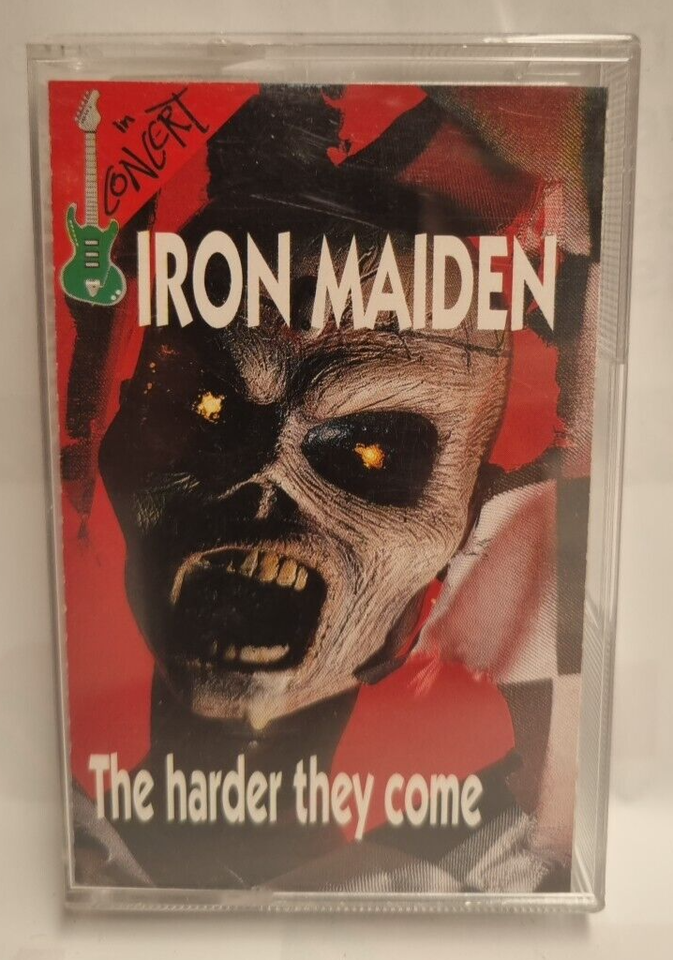 in
CONCERT
IRON MAIDEN
The harder they come